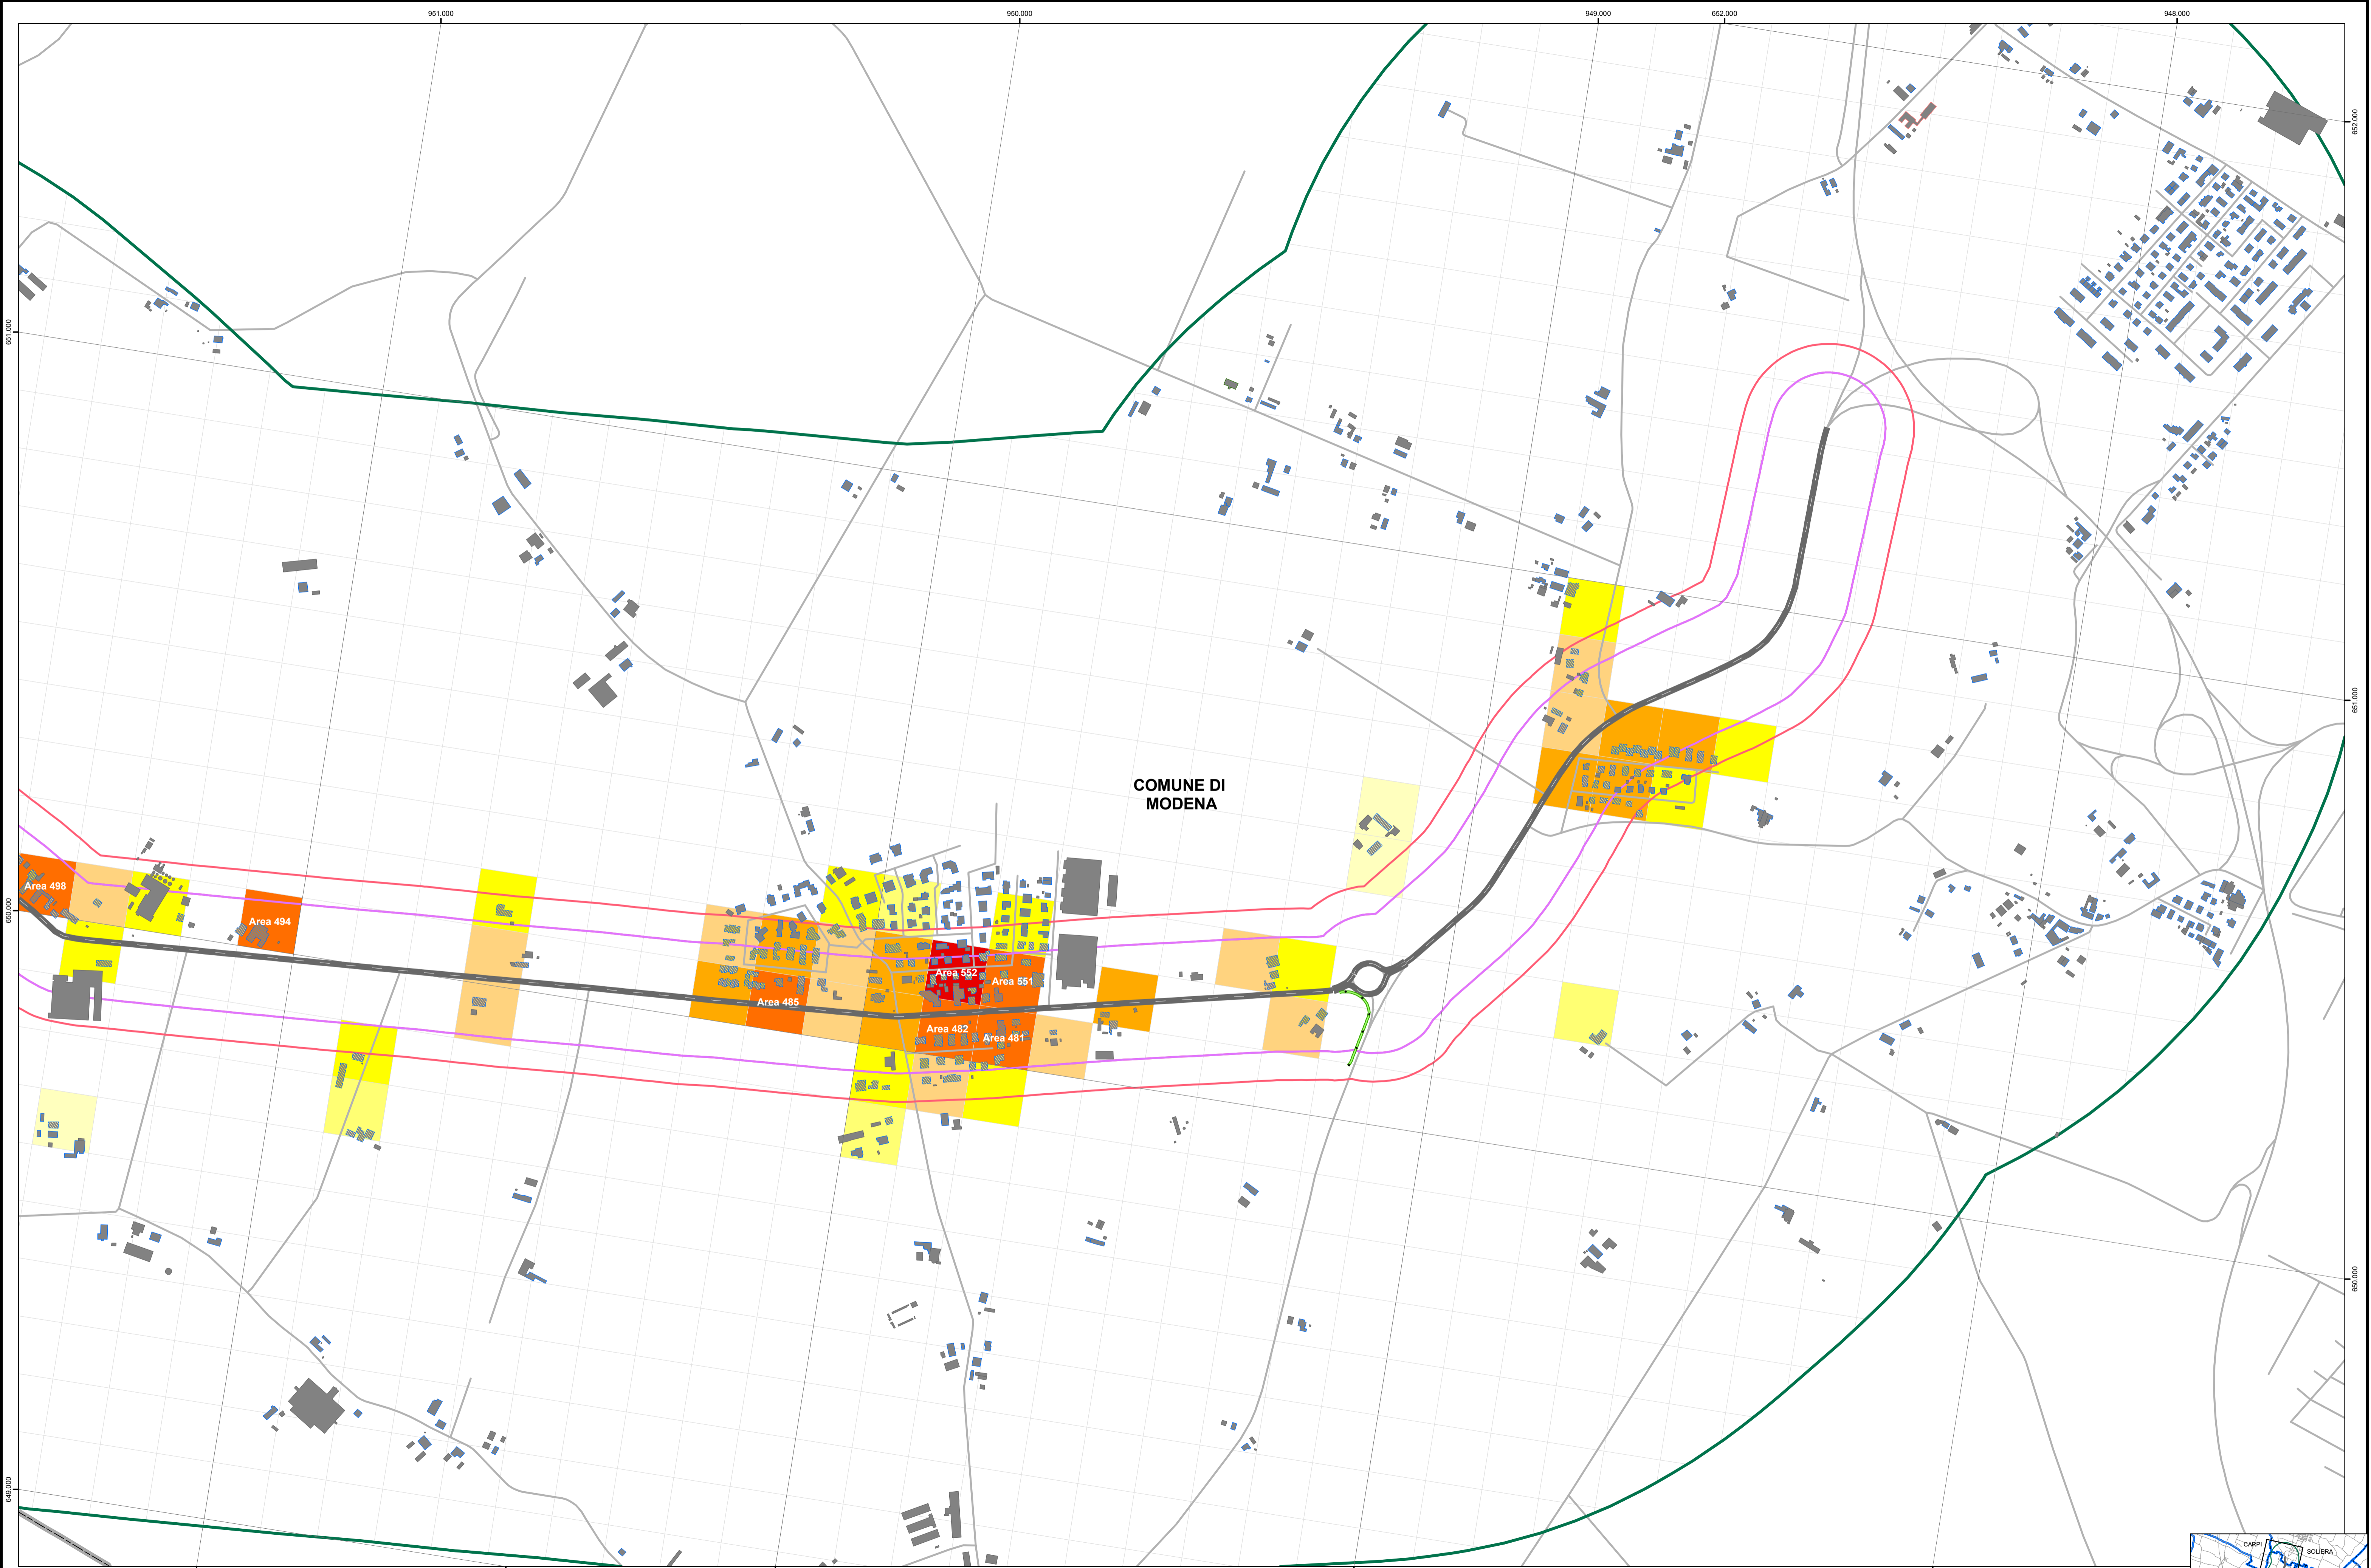 951.000
950.000
949.000
652.000
948.000
652.000
651.000
651.000
COMUNE DI
MODENA
Area 498
650.000
Area 494
Area 552
Area 551
Area 485
Area 482
Area 481
650.000
649.000
CARPI
SOLIERA